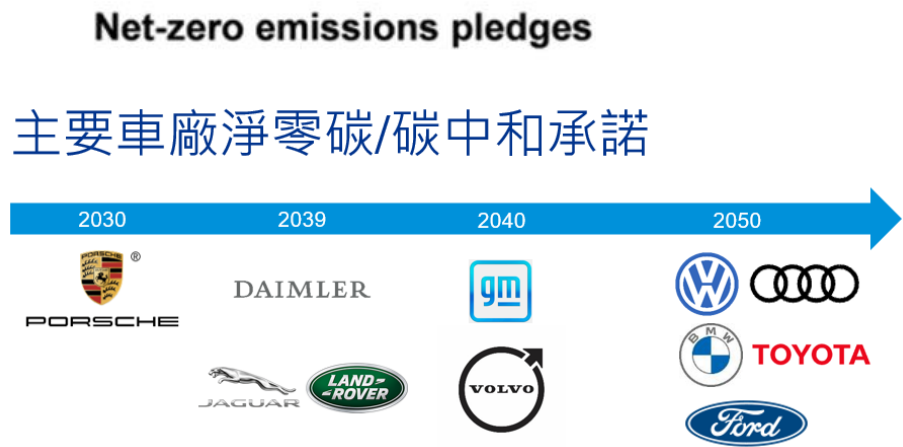 Net-zero emissions pledges
主要車廠淨零碳/碳中和承諾
2030 2039 2040 2050
PORSCHE
®
PORSCHE
DAIMLER
gm
BMW
TOYOTA
JAGUAR
LAND-
-ROVER
VOLVO
Ford